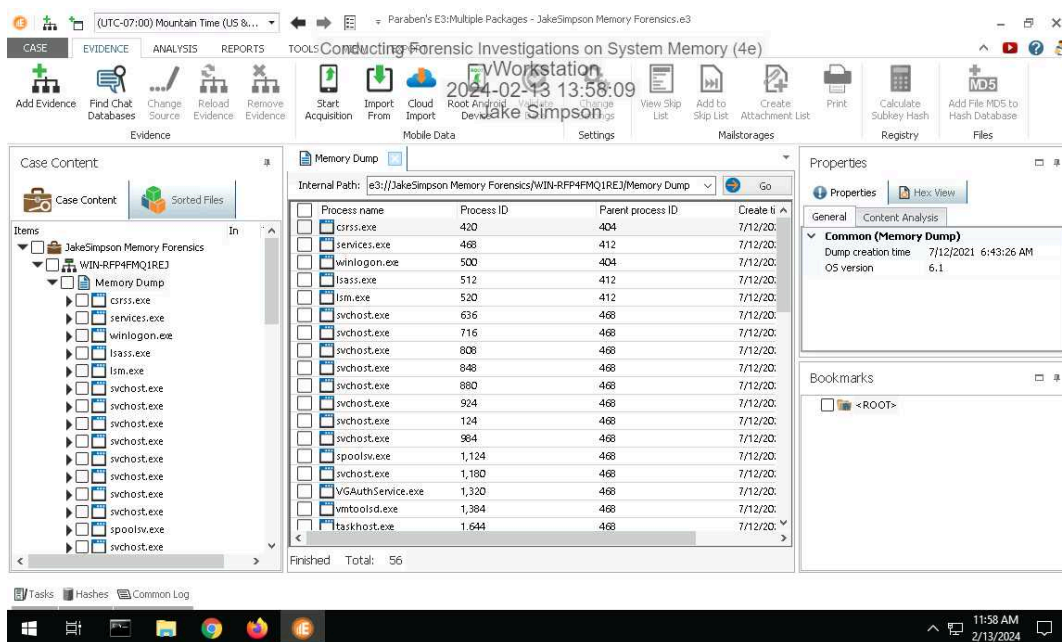 (UTC-07:00) Mountain Time (US &...
Paraben's E3:Multiple Packages - JakeSimpson Memory Forensics.e3
CASE EVIDENCE ANALYSIS REPORTS TOOLS
Conducting Forensic Investigations on System Memory (4e)
vWorkstation
2024-02-13 13:58:09
Jake Simpson
Add Evidence
Find Chat Databases
Change Source
Reload Evidence
Remove Evidence
Start Acquisition
Import From
Cloud Import
Root Android Device
Change Settings
View Skip List
Add to Skip List
Create Attachment List
Print
Calculate Subkey Hash
MD5
Add File MD5 to Hash Database
Evidence
Mobile Data
Settings
Mailstorages
Registry
Files
Case Content
Case Content Sorted Files
Items In
JakeSimpson Memory Forensics
WIN-RFP4FMQ1REJ
Memory Dump
csrss.exe
services.exe
winlogon.exe
lsass.exe
lsm.exe
svchost.exe
svchost.exe
svchost.exe
svchost.exe
svchost.exe
svchost.exe
svchost.exe
svchost.exe
spoolsv.exe
svchost.exe
Memory Dump
Internal Path: e3://JakeSimpson Memory Forensics/WIN-RFP4FMQ1REJ/Memory Dump Go
Process name Process ID Parent process ID Create ti
csrss.exe 420 404 7/12/20
services.exe 468 412 7/12/20
winlogon.exe 500 404 7/12/20
lsass.exe 512 412 7/12/20
lsm.exe 520 412 7/12/20
svchost.exe 636 468 7/12/20
svchost.exe 716 468 7/12/20
svchost.exe 808 468 7/12/20
svchost.exe 848 468 7/12/20
svchost.exe 880 468 7/12/20
svchost.exe 924 468 7/12/20
svchost.exe 124 468 7/12/20
svchost.exe 984 468 7/12/20
spoolsv.exe 1,124 468 7/12/20
svchost.exe 1,180 468 7/12/20
VGAuthService.exe 1,320 468 7/12/20
vmtoolsd.exe 1,384 468 7/12/20
taskhost.exe 1,644 468 7/12/20
Finished Total: 56
Properties
Properties Hex View
General Content Analysis
Common (Memory Dump)
Dump creation time 7/12/2021 6:43:26 AM
OS version 6.1
Bookmarks
<ROOT>
Tasks Hashes Common Log
11:58 AM
2/13/2024